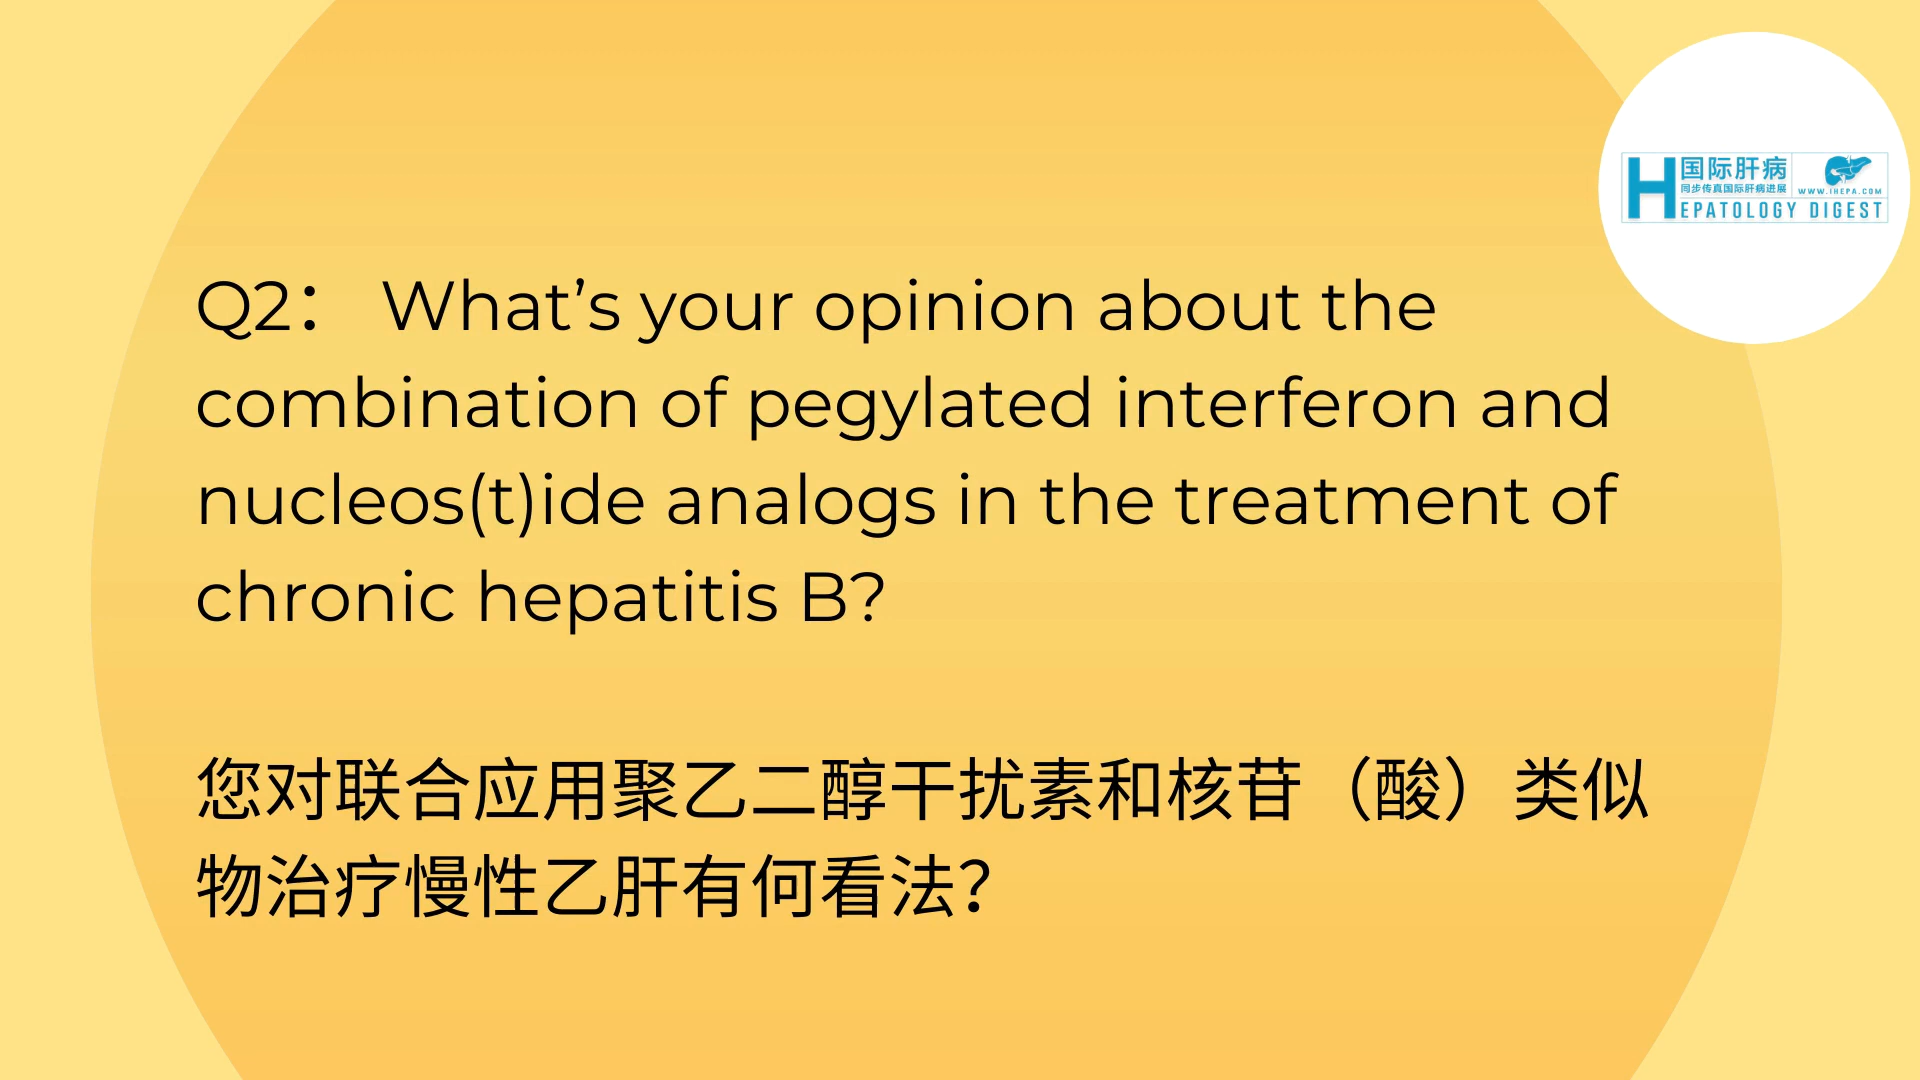 国际肝病
同步传真国际肝病进展
WWW.IHEPA.COM
HEPATOLOGY DIGEST
Q2： What’s your opinion about the
combination of pegylated interferon and
nucleos(t)ide analogs in the treatment of
chronic hepatitis B?
您对联合应用聚乙二醇干扰素和核苷（酸）类似
物治疗慢性乙肝有何看法？